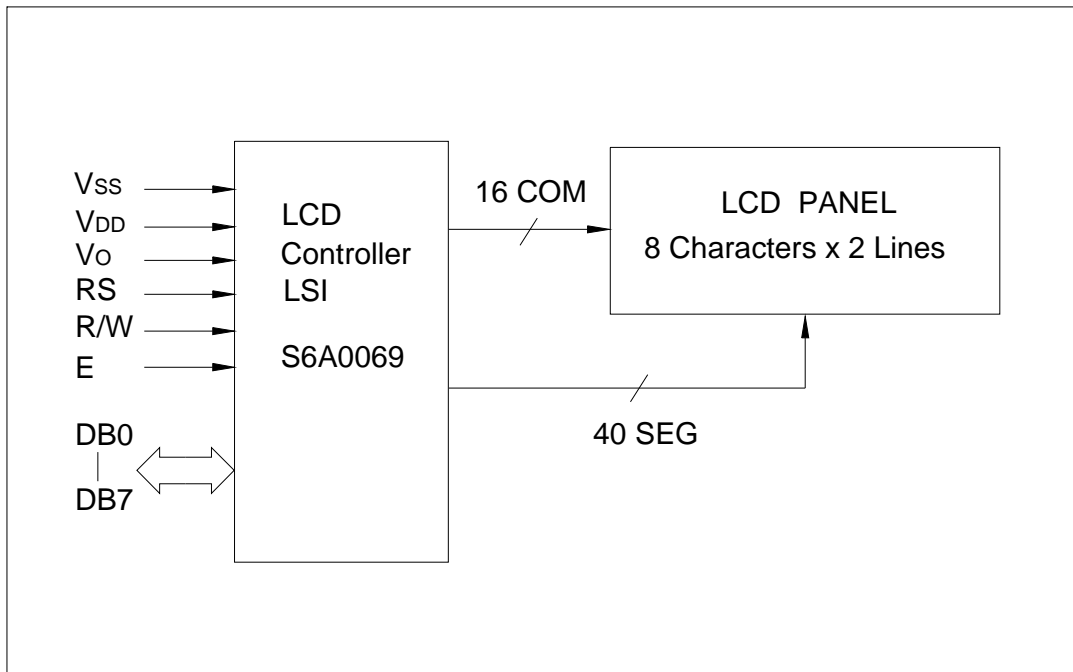 VSS
VDD
VO
RS
R/W
E
DB0
DB7
LCD
Controller
LSI
S6A0069
16 COM
40 SEG
LCD PANEL
8 Characters x 2 Lines